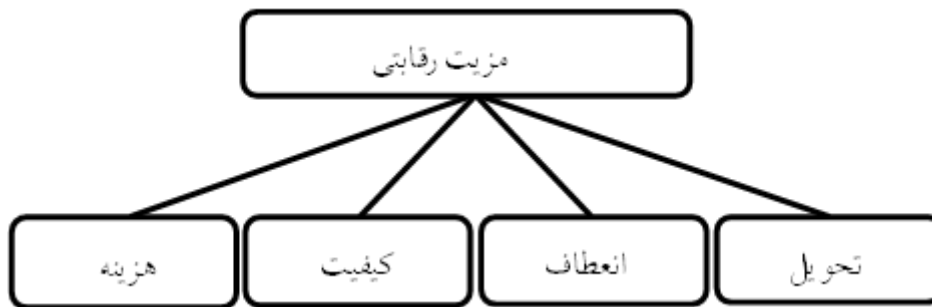 مزیت رقابتی
تحویل
انعطاف
کیفیت
هزینه